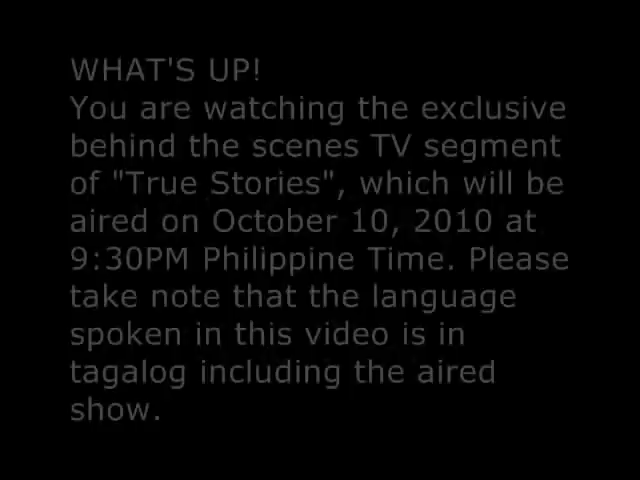 WHAT'S UP!
You are watching the exclusive
behind the scenes TV segment
of "True Stories", which will be
aired on October 10, 2010 at
9:30PM Philippine Time. Please
take note that the language
spoken in this video is in
tagalog including the aired
show.